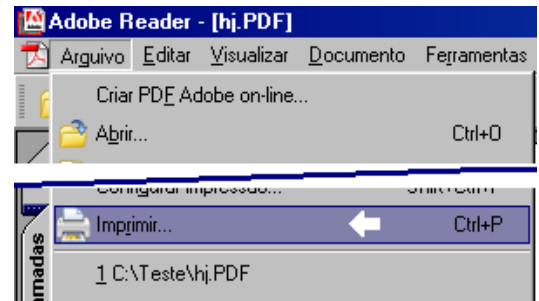 Adobe Reader - [hj.PDF]
Arquivo Editar Visualizar Documento Ferramentas
Criar PDF Adobe on-line...
Abrir... Ctrl+O
Imprimir... Ctrl+P
1 C:\Teste\hj.PDF